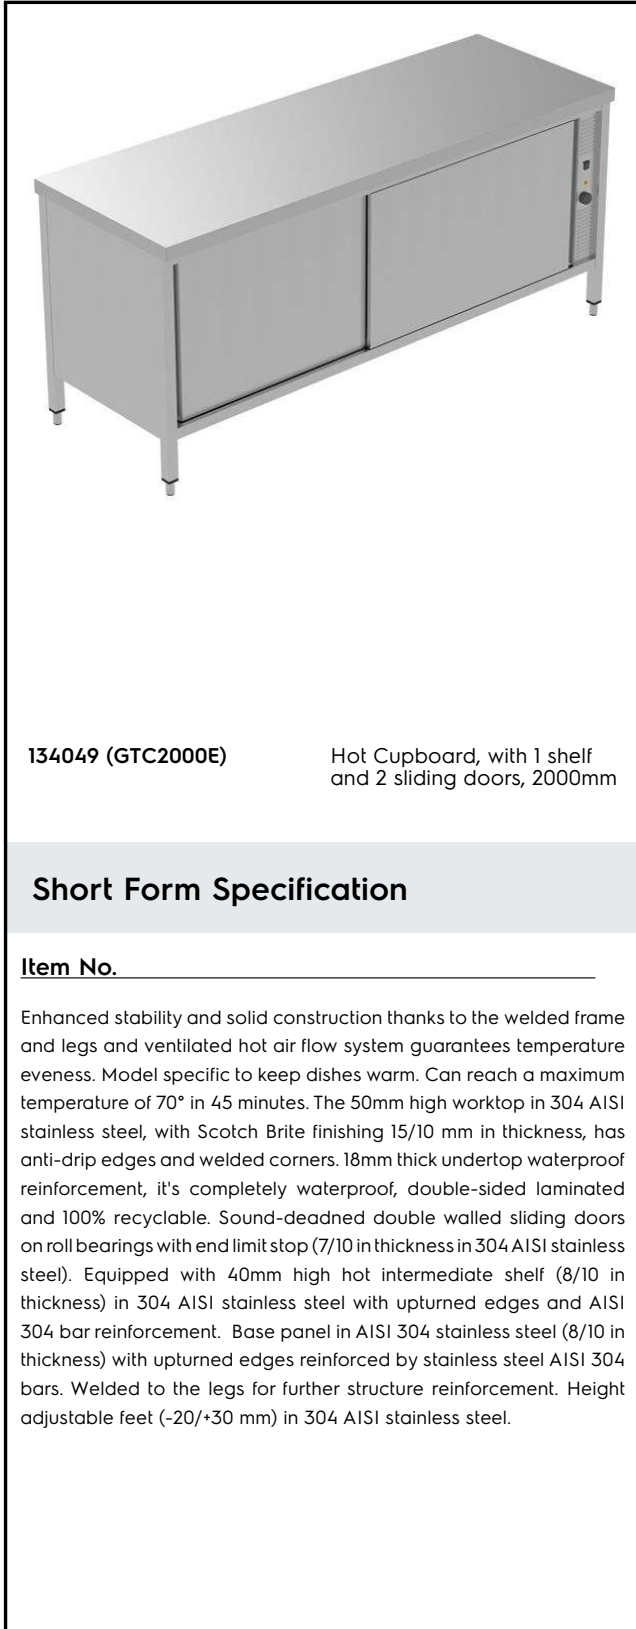 134049 (GTC2000E)
Hot Cupboard, with 1 shelf
and 2 sliding doors, 2000mm
Short Form Specification
Item No.
Enhanced stability and solid construction thanks to the welded frame
and legs and ventilated hot air flow system guarantees temperature
eveness. Model specific to keep dishes warm. Can reach a maximum
temperature of 70° in 45 minutes. The 50mm high worktop in 304 AISI
stainless steel, with Scotch Brite finishing 15/10 mm in thickness, has
anti-drip edges and welded corners. 18mm thick undertop waterproof
reinforcement, it's completely waterproof, double-sided laminated
and 100% recyclable. Sound-deadned double walled sliding doors
on roll bearings with end limit stop (7/10 in thickness in 304 AISI stainless
steel). Equipped with 40mm high hot intermediate shelf (8/10 in
thickness) in 304 AISI stainless steel with upturned edges and AISI
304 bar reinforcement. Base panel in AISI 304 stainless steel (8/10 in
thickness) with upturned edges reinforced by stainless steel AISI 304
bars. Welded to the legs for further structure reinforcement. Height
adjustable feet (-20/+30 mm) in 304 AISI stainless steel.